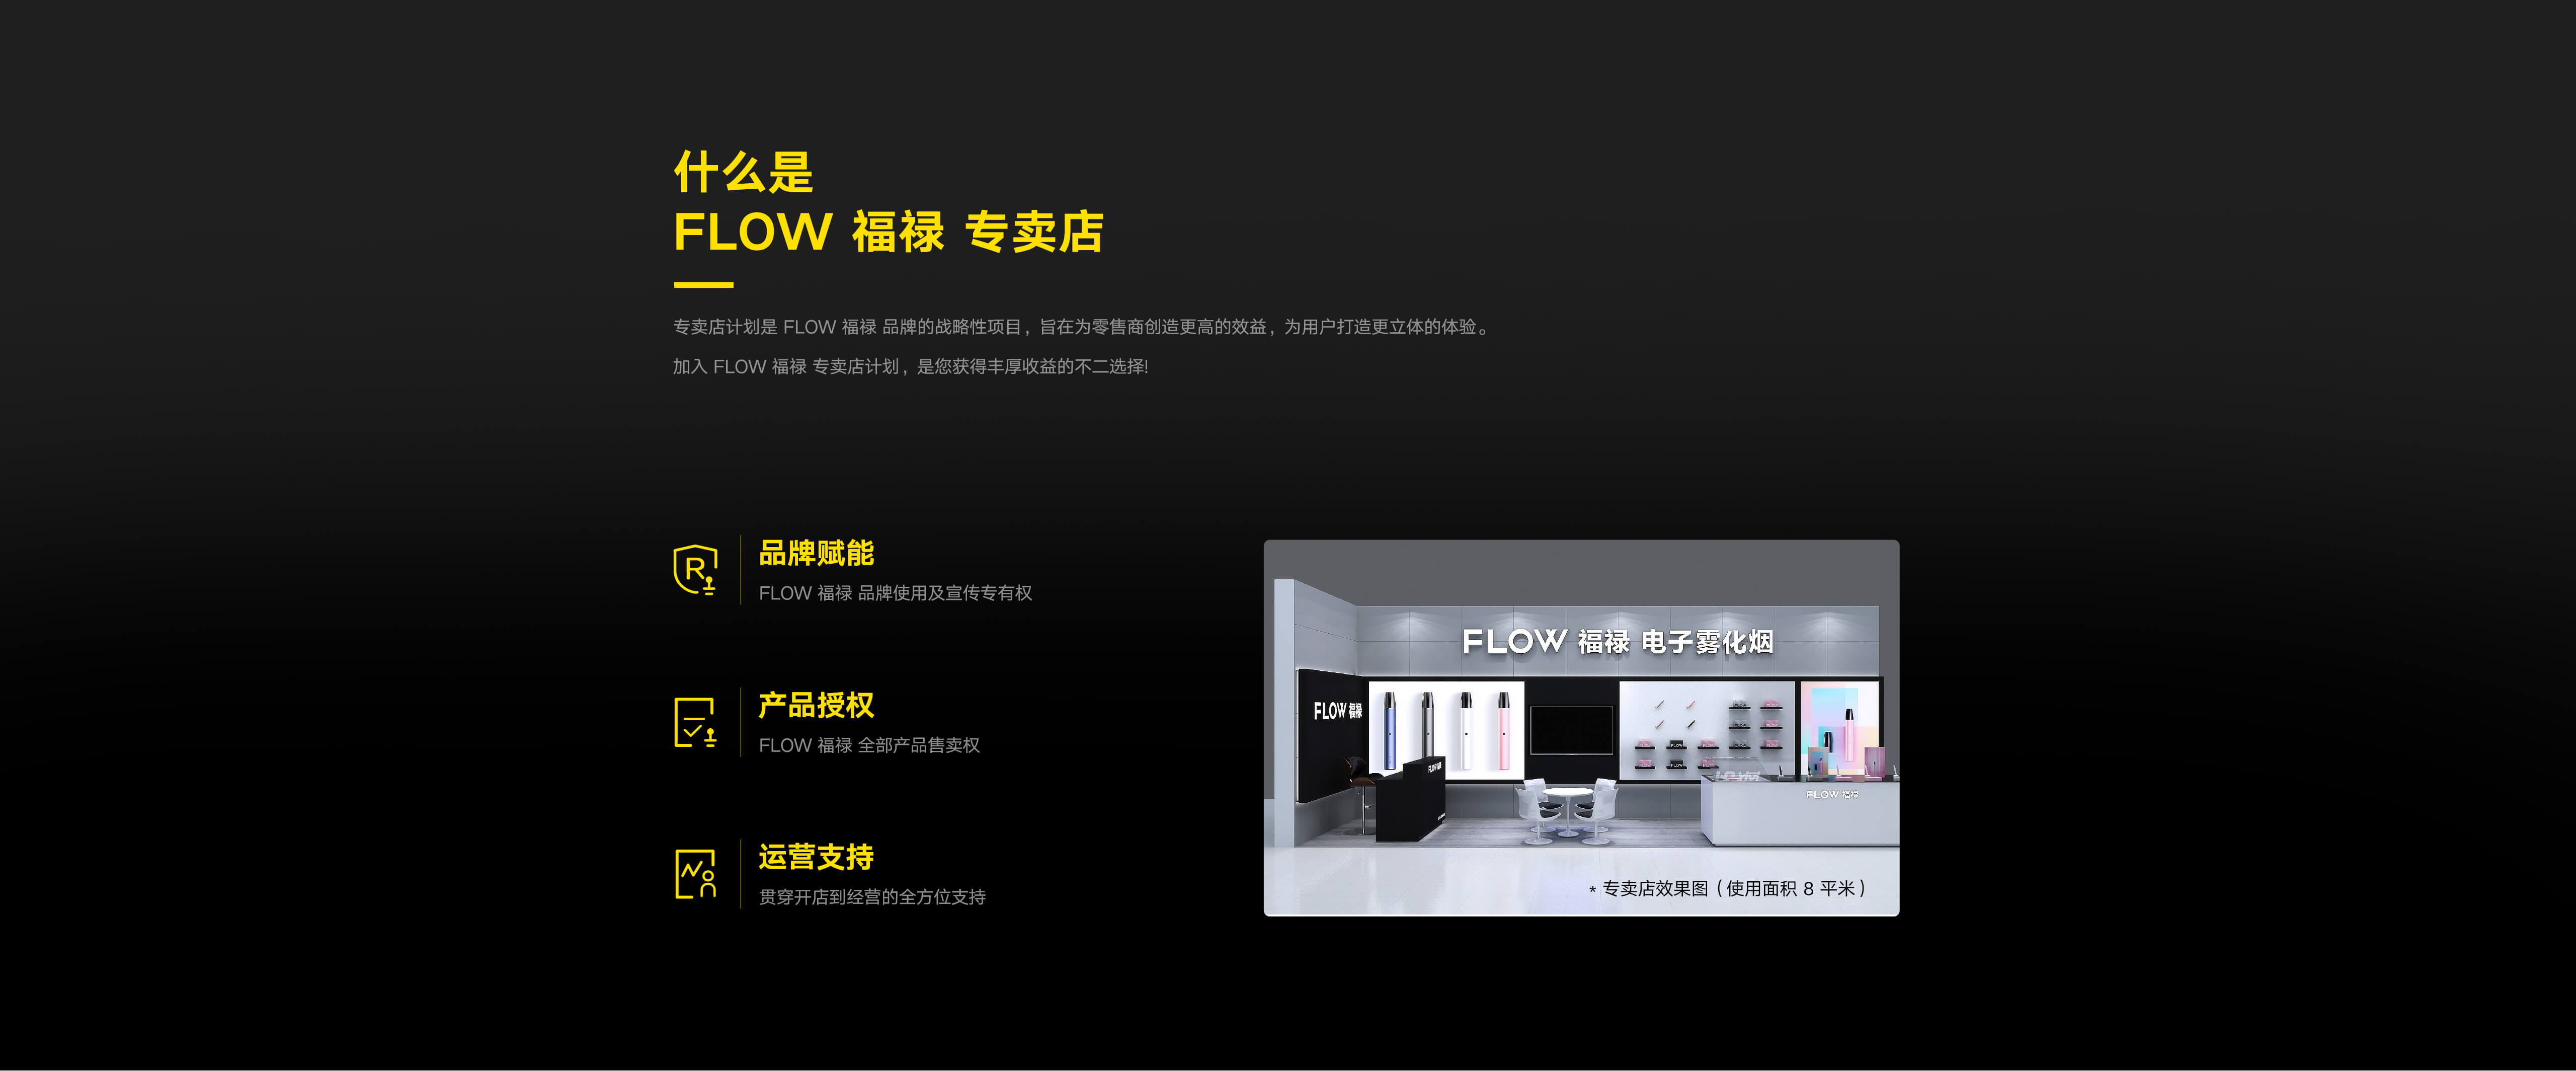 什么是
FLOW 福禄 专卖店
专卖店计划是 FLOW 福禄 品牌的战略性项目，旨在为零售商创造更高的效益，为用户打造更立体的体验。
加入 FLOW 福禄 专卖店计划，是您获得丰厚收益的不二选择!
R
品牌赋能
FLOW 福禄 品牌使用及宣传专有权
产品授权
FLOW 福禄 全部产品售卖权
运营支持
贯穿开店到经营的全方位支持
FLOW 福禄 电子雾化烟
FLOW 福禄
FLOW 福禄
* 专卖店效果图（使用面积 8 平米）